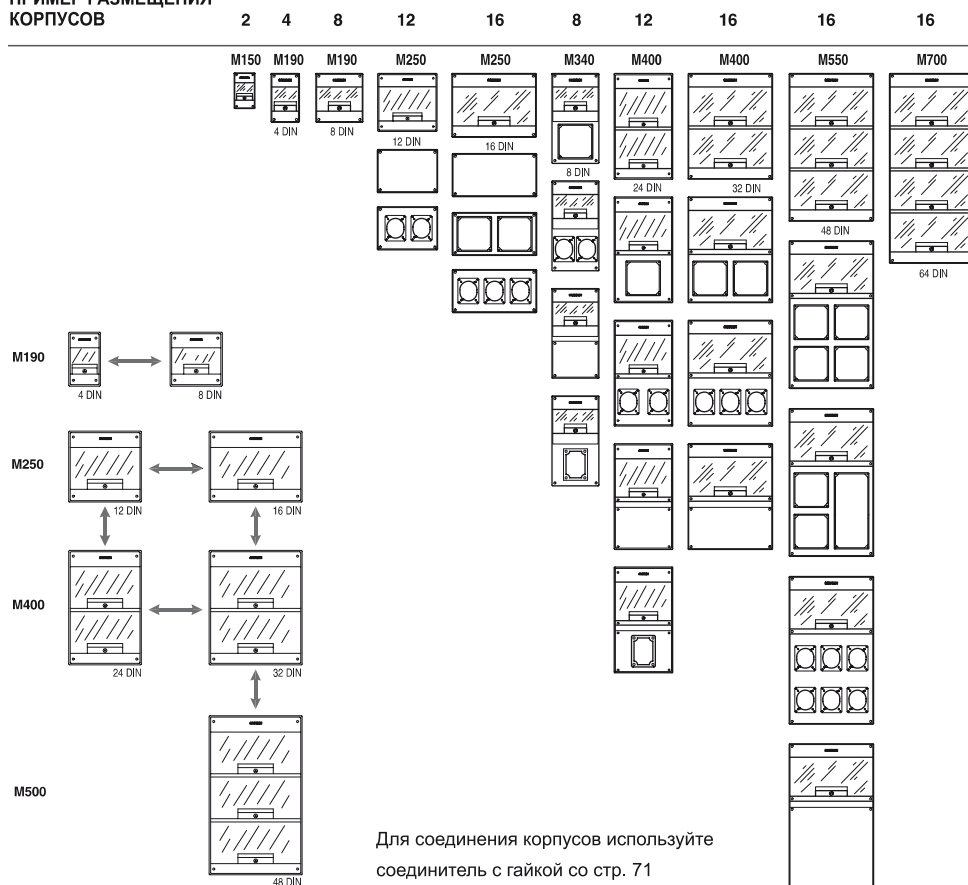 ПРИМЕР РАЗМЕЩЕНИЯ
КОРПУСОВ 2 4 8 12 16 8 12 16 16 16
M150 M190 M190 M250 M250 M340 M400 M400 M550 M700
4 DIN 8 DIN 12 DIN 16 DIN
8 DIN
24 DIN 32 DIN
48 DIN
64 DIN
M190
4 DIN 8 DIN
M250
12 DIN 16 DIN
M400
24 DIN 32 DIN
M500
48 DIN
Для соединения корпусов используйте
соединитель с гайкой со стр. 71